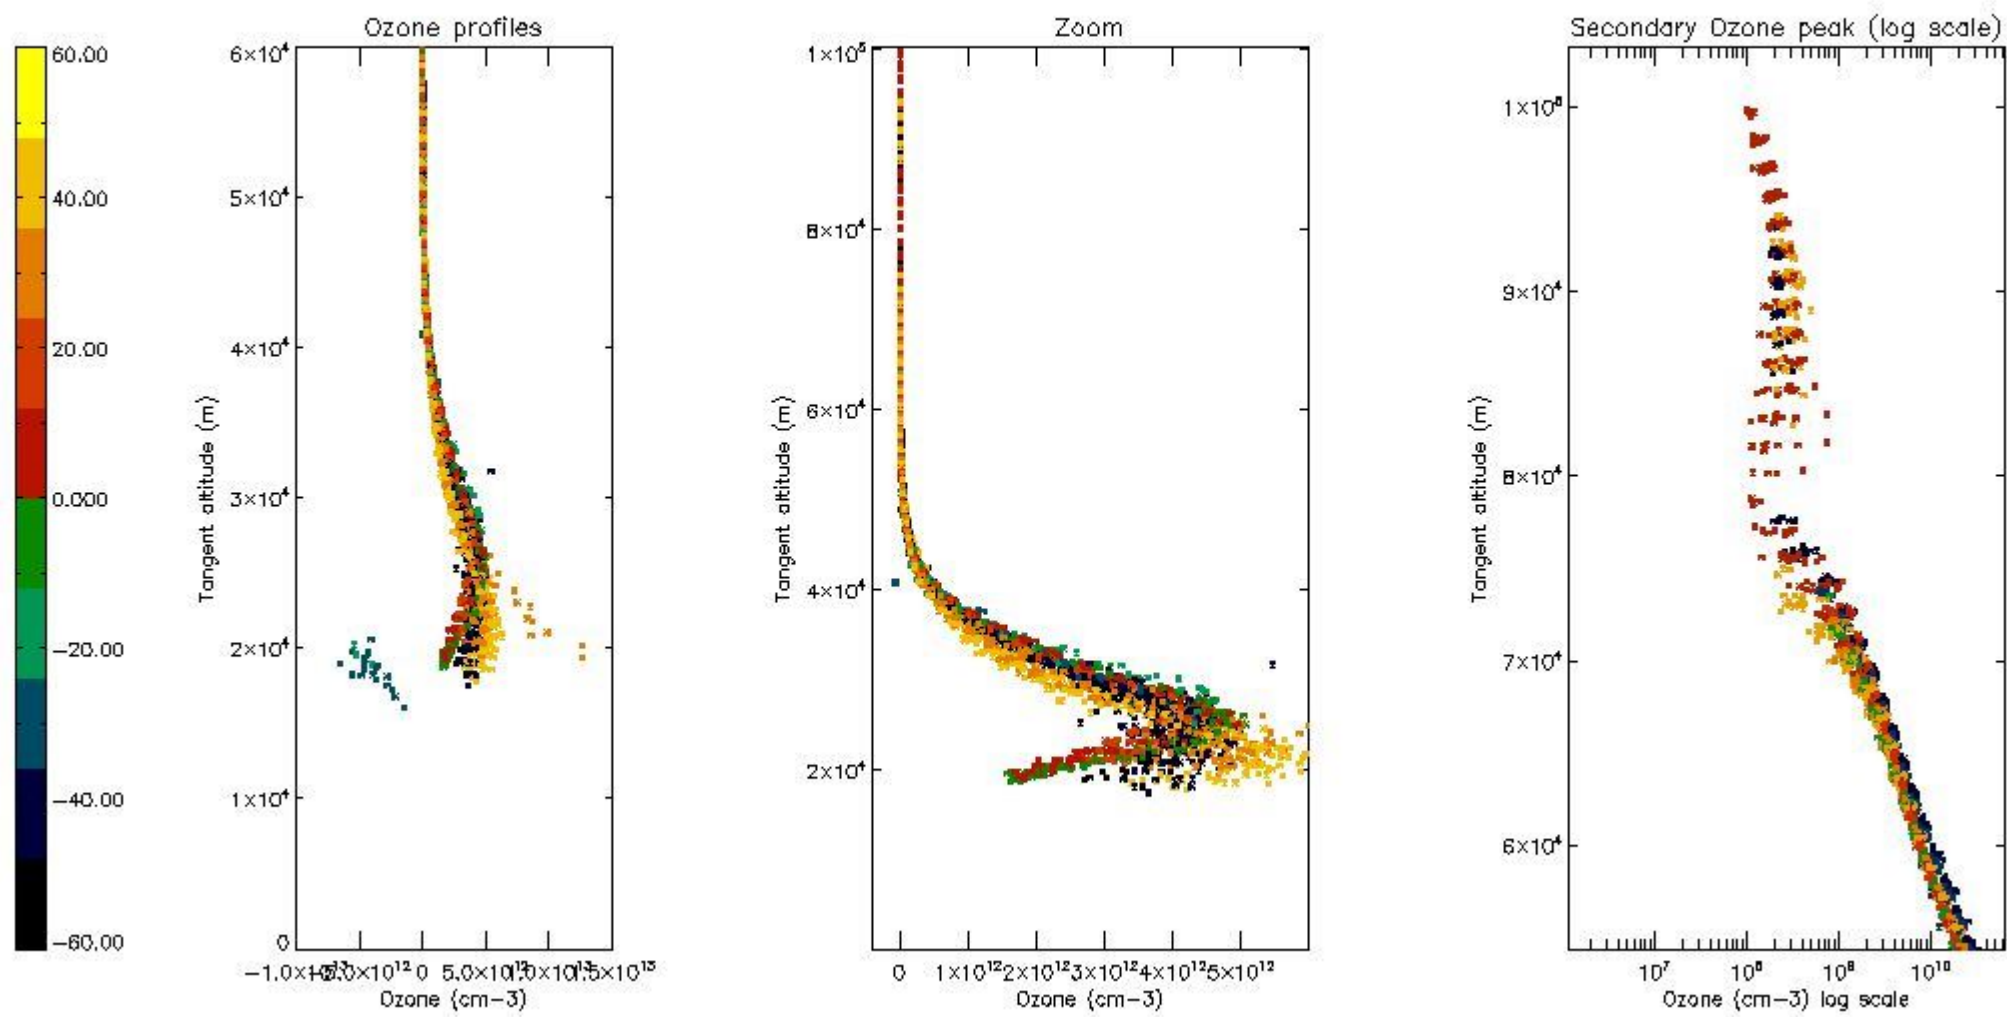 Ozone profiles
Zoom
Secondary Ozone peak (log scale)
60.00
40.00
20.00
0.000
−20.00
−40.00
−60.00
6×10⁴
5×10⁴
4×10⁴
3×10⁴
2×10⁴
1×10⁴
0
Tangent altitude (m)
0 5.0×10¹² 1.5×10¹³
Ozone (cm−3)
1×10⁵
8×10⁴
6×10⁴
4×10⁴
2×10⁴
Tangent altitude (m)
0 1×10¹² 2×10¹² 3×10¹² 4×10¹² 5×10¹²
Ozone (cm−3)
1×10⁵
9×10⁴
8×10⁴
7×10⁴
6×10⁴
Tangent altitude (m)
10⁷ 10⁸ 10⁹ 10¹⁰
Ozone (cm−3) log scale